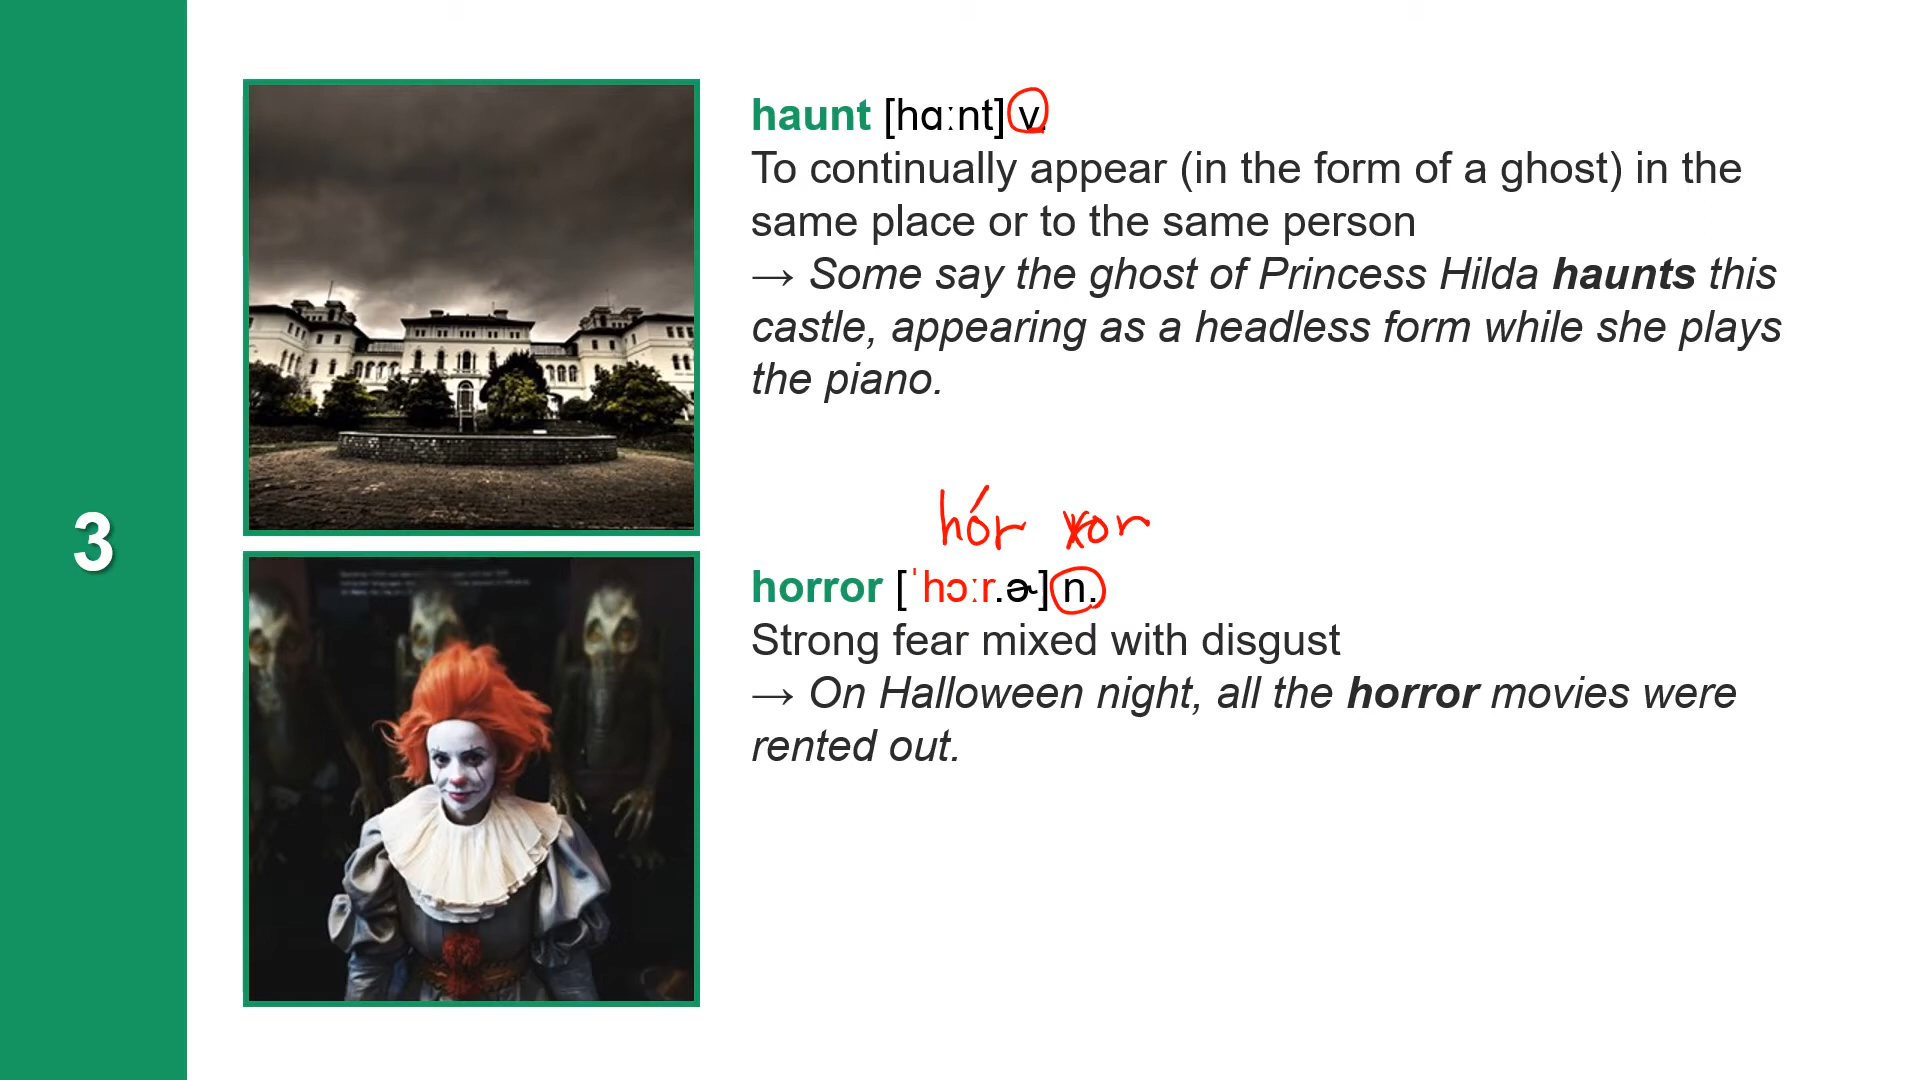 haunt [hɑːnt] v.
To continually appear (in the form of a ghost) in the
same place or to the same person
→ Some say the ghost of Princess Hilda haunts this
castle, appearing as a headless form while she plays
the piano.
3
hór xor
horror [ˈhɔːr.ɚ] n.
Strong fear mixed with disgust
→ On Halloween night, all the horror movies were
rented out.